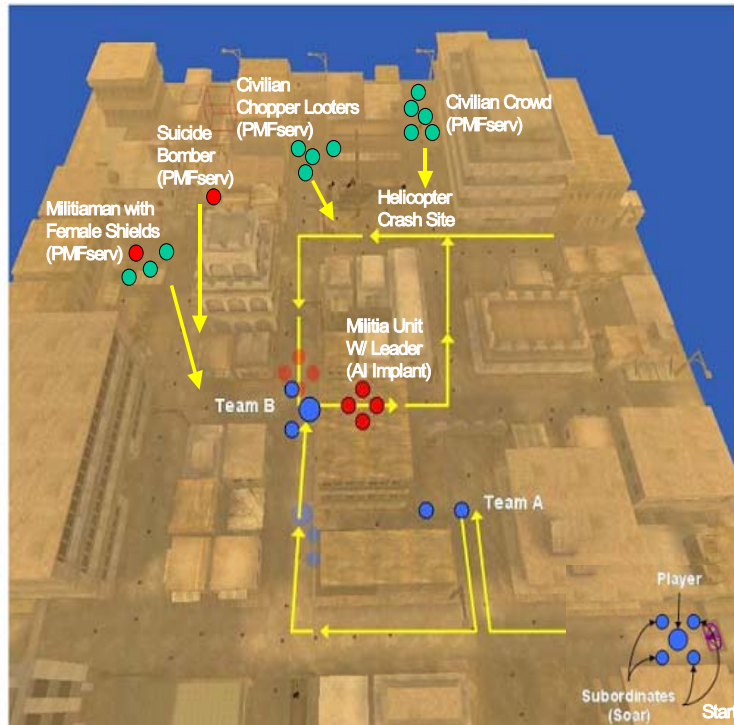 Civilian
Chopper Looters
(PMFserv)
Civilian Crowd
(PMFserv)
Suicide
Bomber
(PMFserv)
Militiaman with
Female Shields
(PMFserv)
Helicopter
Crash Site
Militia Unit
W/ Leader
(AI Implant)
Team B
Team A
Player
Subordinates
(Soar)
Start